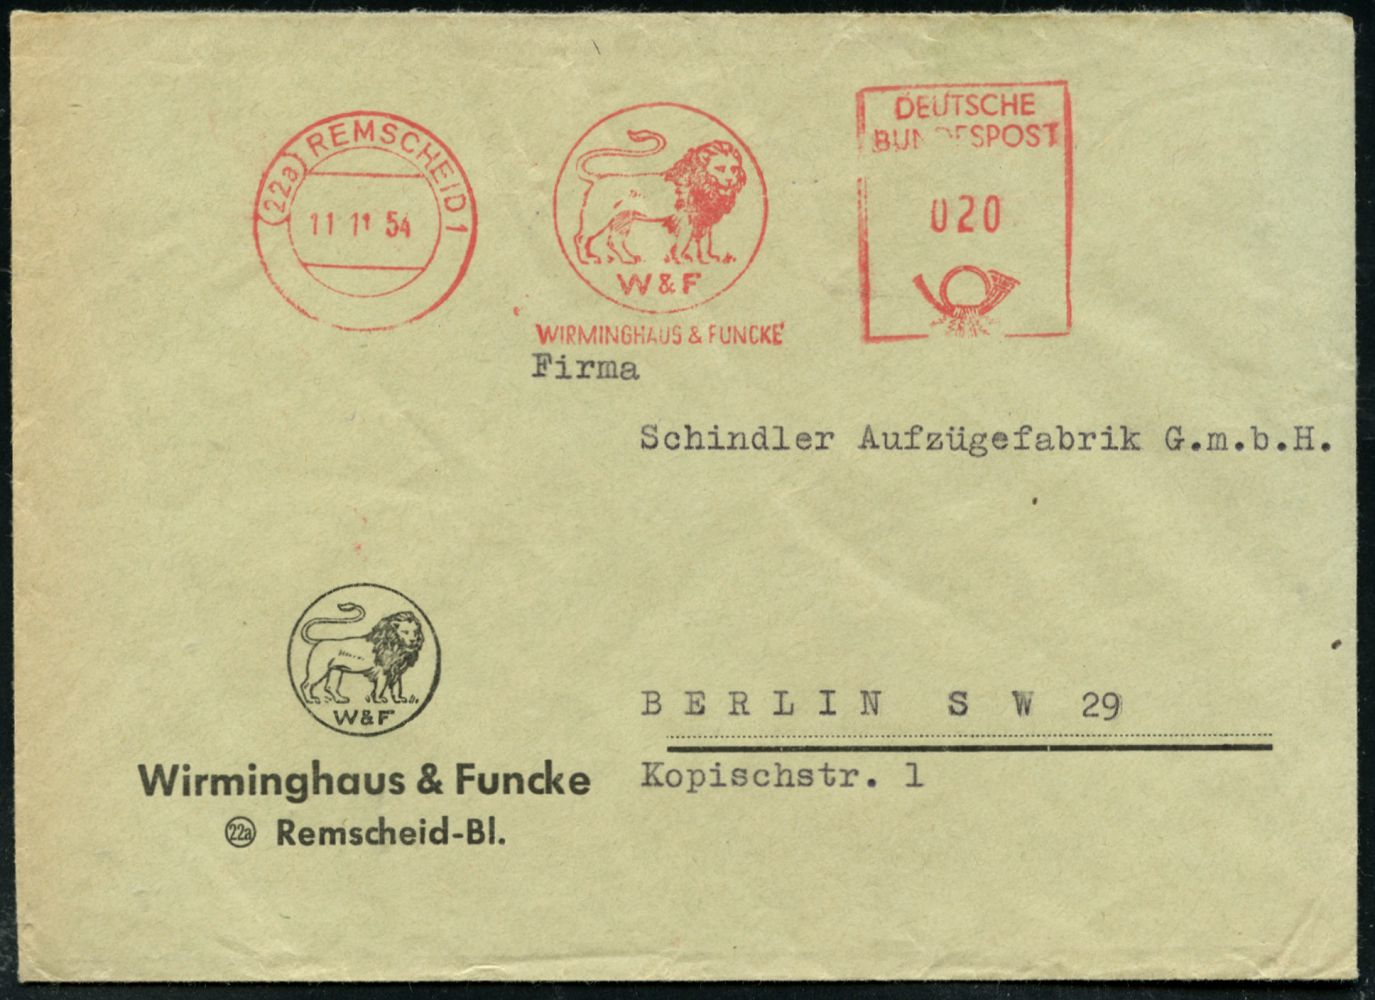 (22a) REMSCHEID 1
11 11 54
W & F
WIRMINGHAUS & FUNCKE
DEUTSCHE
BUNDESPOST
020
Firma
Schindler Aufzügefabrik G.m.b.H.
W&F
Wirminghaus & Funcke
22a Remscheid-Bl.
BERLIN SW 29
Kopischstr. 1